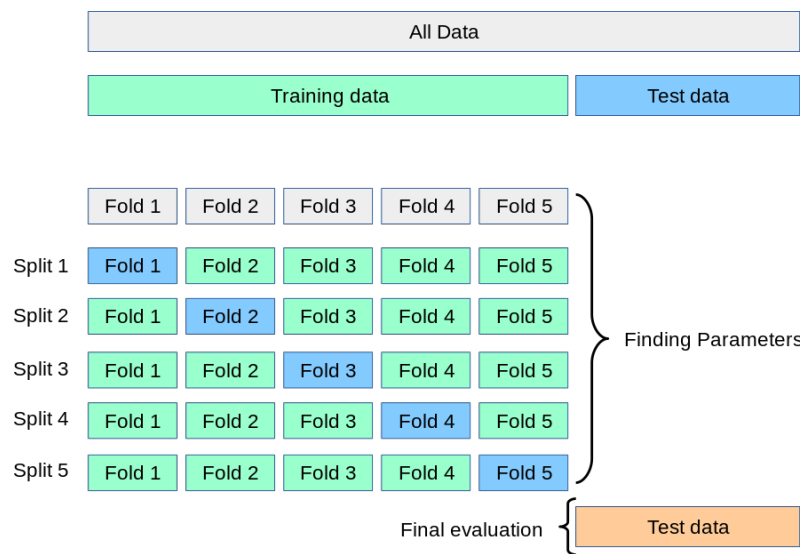 All Data
Training data Test data
Fold 1 Fold 2 Fold 3 Fold 4 Fold 5
Split 1 Fold 1 Fold 2 Fold 3 Fold 4 Fold 5
Split 2 Fold 1 Fold 2 Fold 3 Fold 4 Fold 5
Finding Parameters
Split 3 Fold 1 Fold 2 Fold 3 Fold 4 Fold 5
Split 4 Fold 1 Fold 2 Fold 3 Fold 4 Fold 5
Split 5 Fold 1 Fold 2 Fold 3 Fold 4 Fold 5
Final evaluation Test data